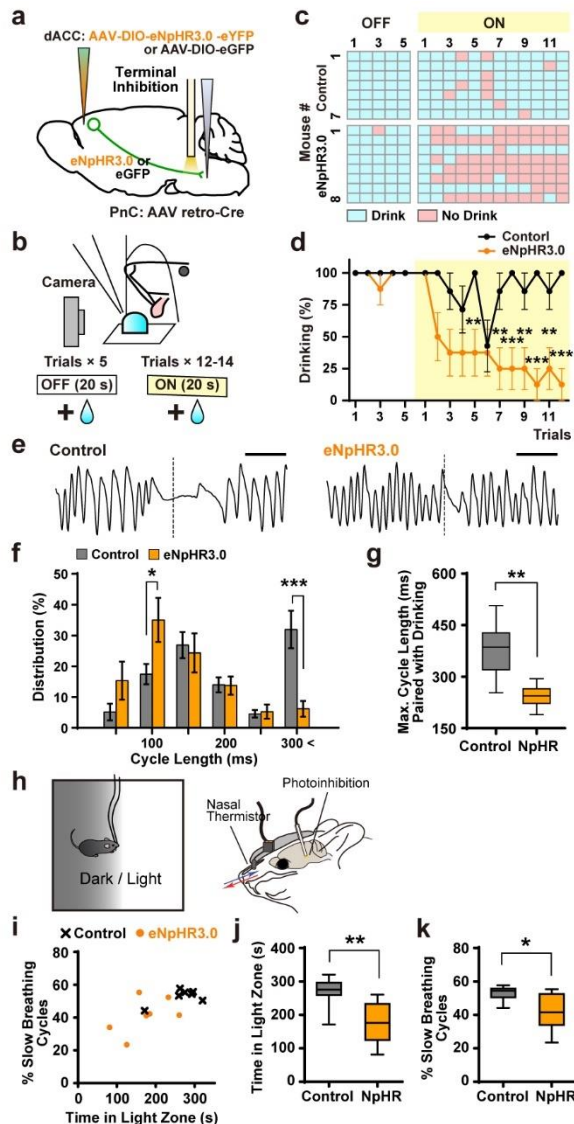 a
dACC: AAV-DIO-eNpHR3.0 -eYFP
or AAV-DIO-eGFP
Terminal
Inhibition
eNpHR3.0 or
eGFP
PnC: AAV retro-Cre
b
Camera
Trials × 5
Trials × 12-14
OFF (20 s)
ON (20 s)
+
+
c
OFF
ON
1 3 5
1 3 5 7 9 11
Mouse #
Control
1
7
eNpHR3.0
1
8
Drink
No Drink
d
Contorl
eNpHR3.0
Drinking (%)
100
75
50
25
0
** ** ** **
*** *** ***
1 3 5 1 3 5 7 9 11
Trials
e
Control
eNpHR3.0
f
Control
eNpHR3.0
Distribution (%)
50
40
30
20
10
0
*
***
100 200 300 <
Cycle Length (ms)
g
Max. Cycle Length (ms)
Paired with Drinking
600
450
300
150
**
Control NpHR
h
Dark / Light
Nasal
Thermistor
Photoinhibition
i
Control
eNpHR3.0
% Slow Breathing
Cycles
80
60
40
20
0
0 100 200 300
Time in Light Zone (s)
j
Time in Light Zone (s)
400
300
200
100
0
**
Control NpHR
k
% Slow Breathing
Cycles
80
60
40
20
0
*
Control NpHR